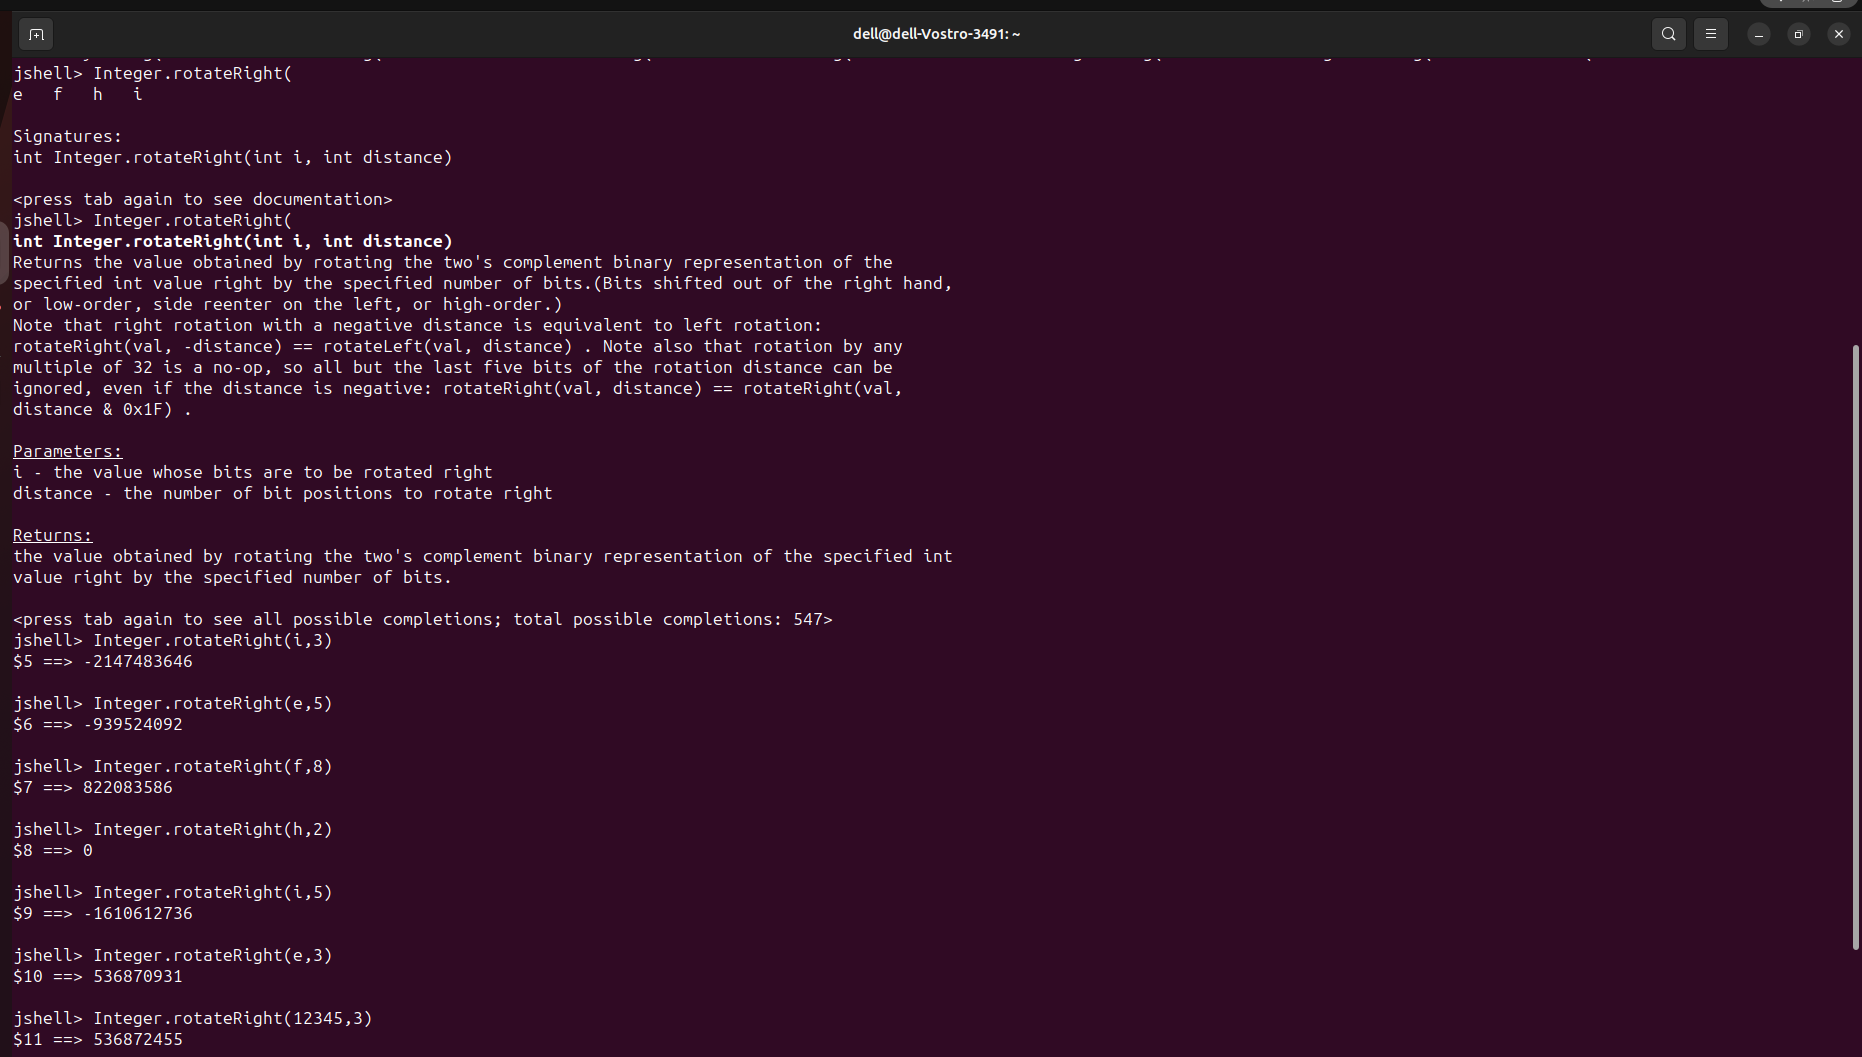 dell@dell-Vostro-3491: ~
jshell> Integer.rotateRight(
e   f   h   i
Signatures:
int Integer.rotateRight(int i, int distance)
<press tab again to see documentation>
jshell> Integer.rotateRight(
int Integer.rotateRight(int i, int distance)
Returns the value obtained by rotating the two's complement binary representation of the
specified int value right by the specified number of bits.(Bits shifted out of the right hand,
or low-order, side reenter on the left, or high-order.)
Note that right rotation with a negative distance is equivalent to left rotation:
rotateRight(val, -distance) == rotateLeft(val, distance) . Note also that rotation by any
multiple of 32 is a no-op, so all but the last five bits of the rotation distance can be
ignored, even if the distance is negative: rotateRight(val, distance) == rotateRight(val,
distance & 0x1F) .
Parameters:
i - the value whose bits are to be rotated right
distance - the number of bit positions to rotate right
Returns:
the value obtained by rotating the two's complement binary representation of the specified int
value right by the specified number of bits.
<press tab again to see all possible completions; total possible completions: 547>
jshell> Integer.rotateRight(i,3)
$5 ==> -2147483646
jshell> Integer.rotateRight(e,5)
$6 ==> -939524092
jshell> Integer.rotateRight(f,8)
$7 ==> 822083586
jshell> Integer.rotateRight(h,2)
$8 ==> 0
jshell> Integer.rotateRight(i,5)
$9 ==> -1610612736
jshell> Integer.rotateRight(e,3)
$10 ==> 536870931
jshell> Integer.rotateRight(12345,3)
$11 ==> 536872455